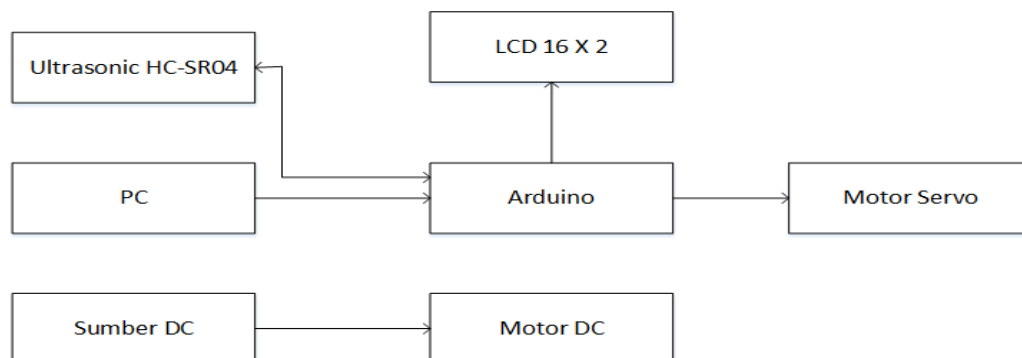 LCD 16 X 2
Ultrasonic HC-SR04
PC
Arduino
Motor Servo
Sumber DC
Motor DC